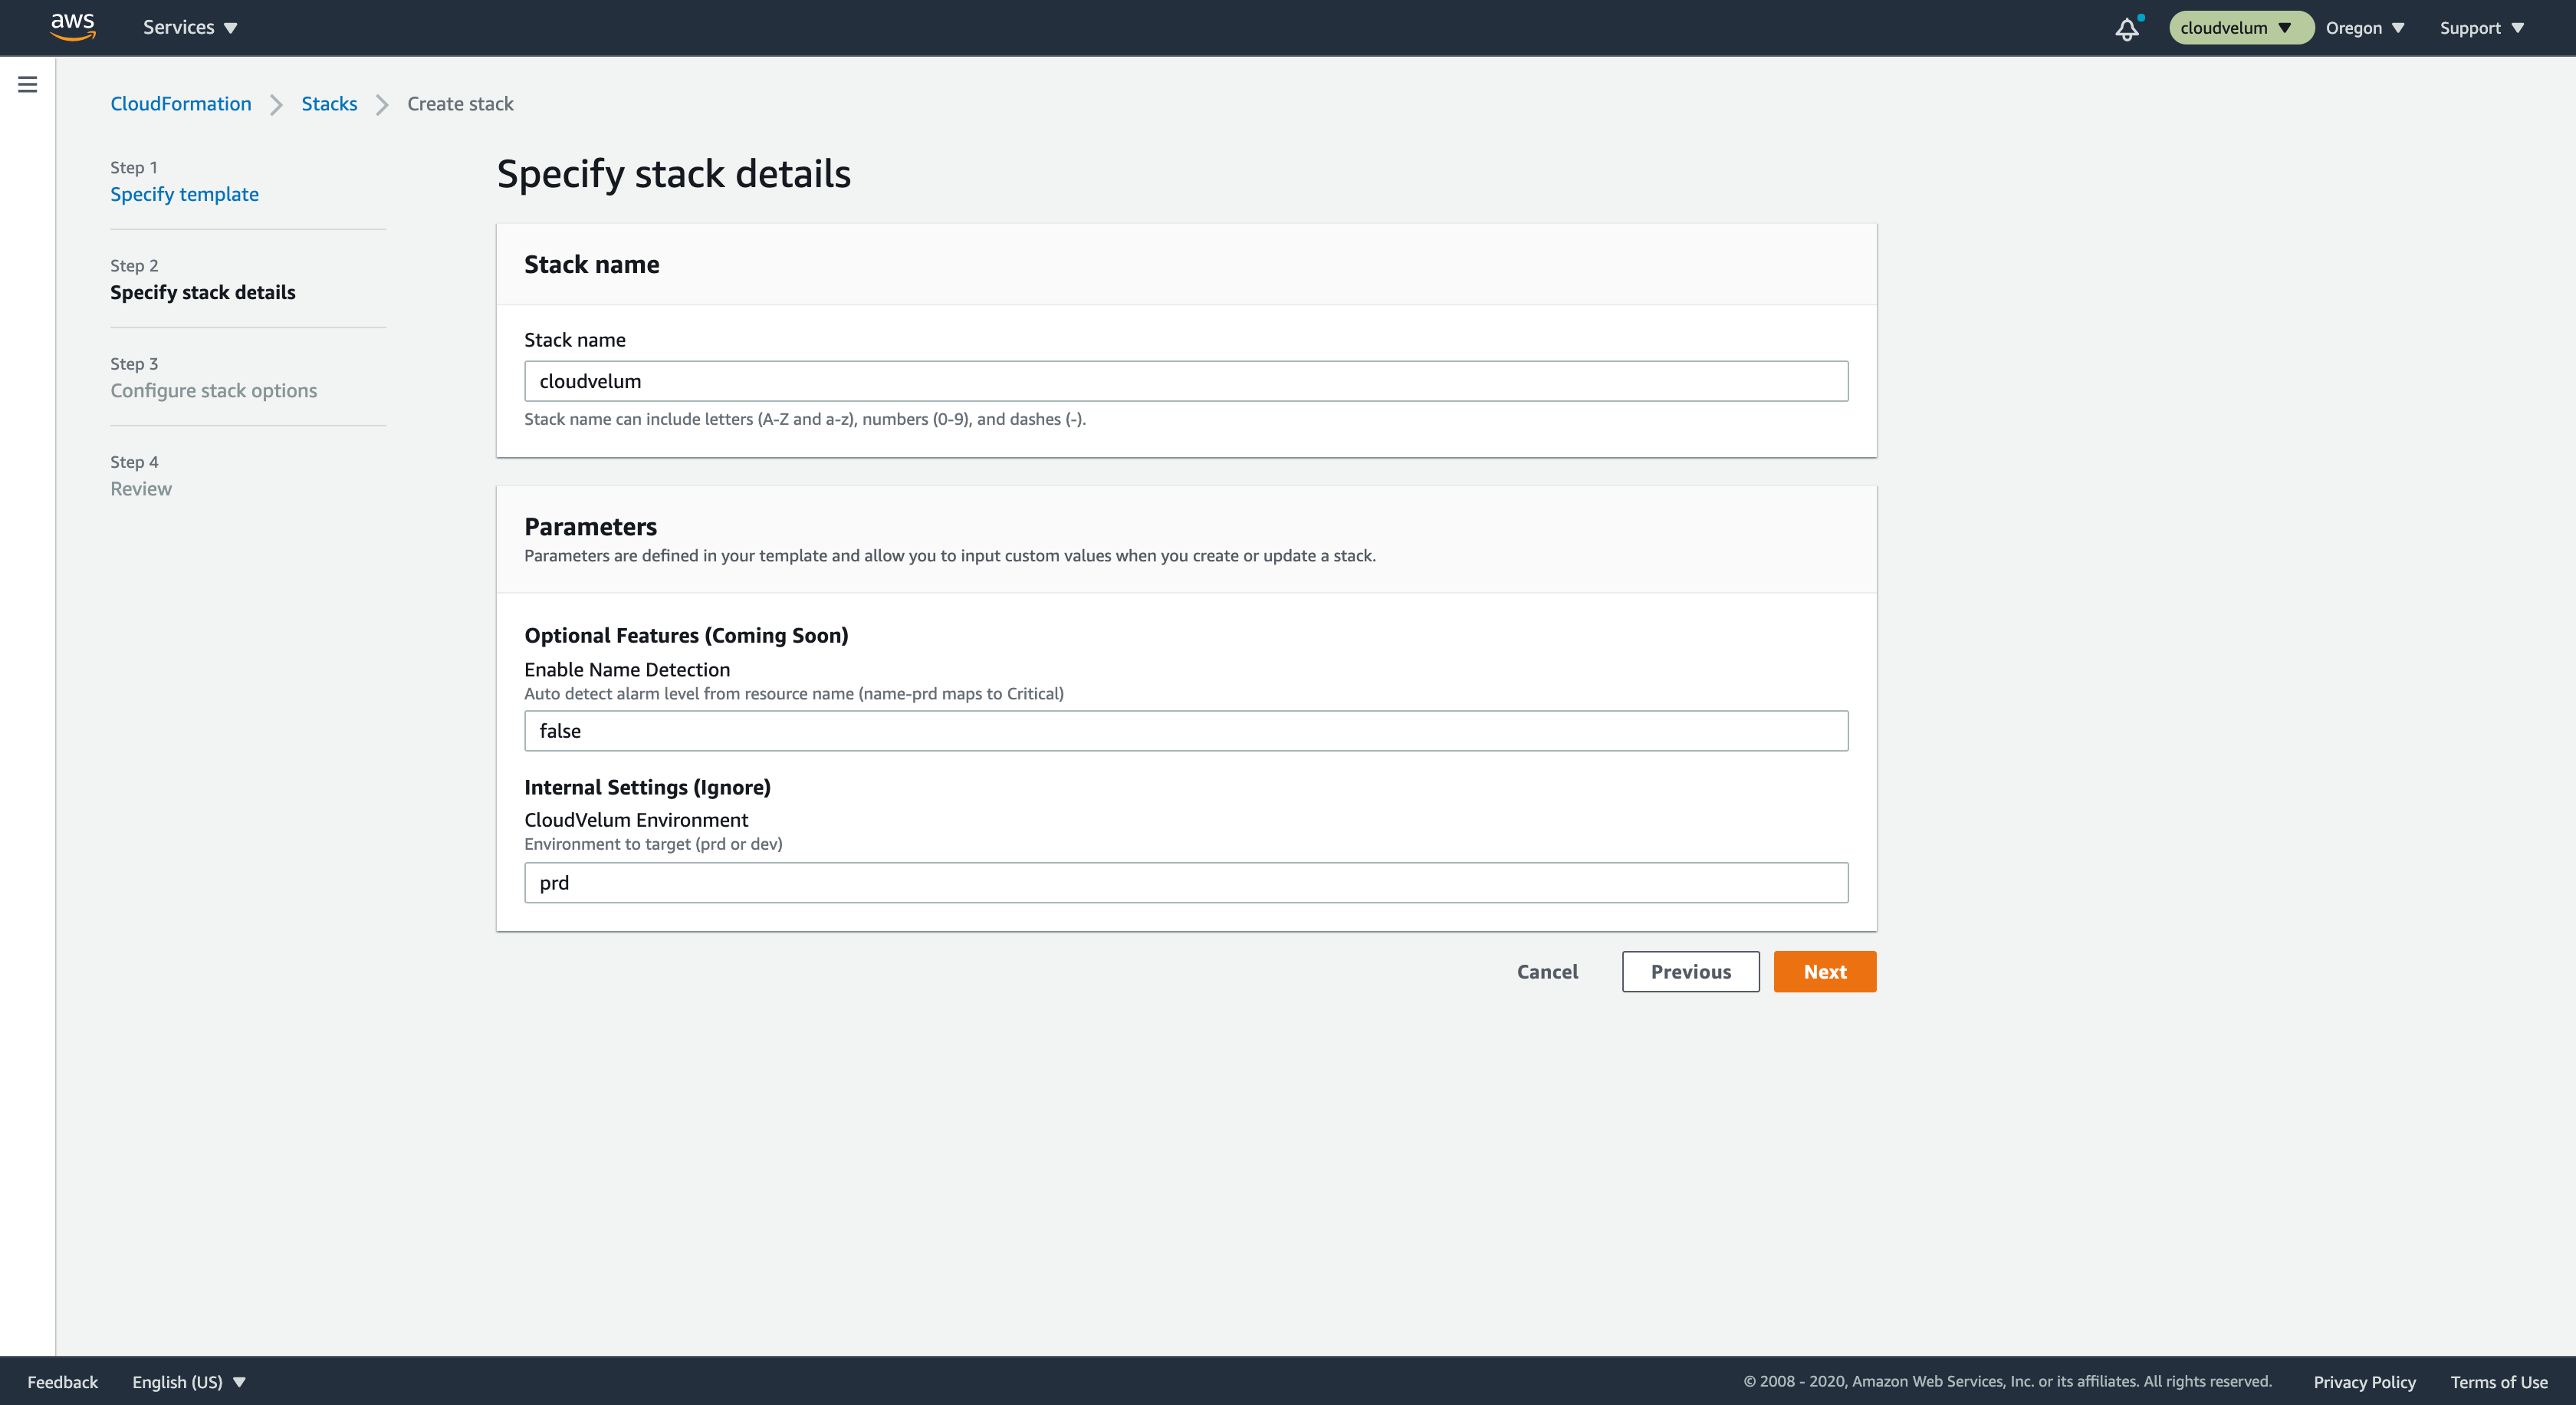 aws
Services
cloudvelum
Oregon
Support
CloudFormation
Stacks
Create stack
Step 1
Specify template
Step 2
Specify stack details
Step 3
Configure stack options
Step 4
Review
Specify stack details
Stack name
Stack name
cloudvelum
Stack name can include letters (A-Z and a-z), numbers (0-9), and dashes (-).
Parameters
Parameters are defined in your template and allow you to input custom values when you create or update a stack.
Optional Features (Coming Soon)
Enable Name Detection
Auto detect alarm level from resource name (name-prd maps to Critical)
false
Internal Settings (Ignore)
CloudVelum Environment
Environment to target (prd or dev)
prd
Cancel
Previous
Next
Feedback
English (US)
© 2008 - 2020, Amazon Web Services, Inc. or its affiliates. All rights reserved.
Privacy Policy
Terms of Use